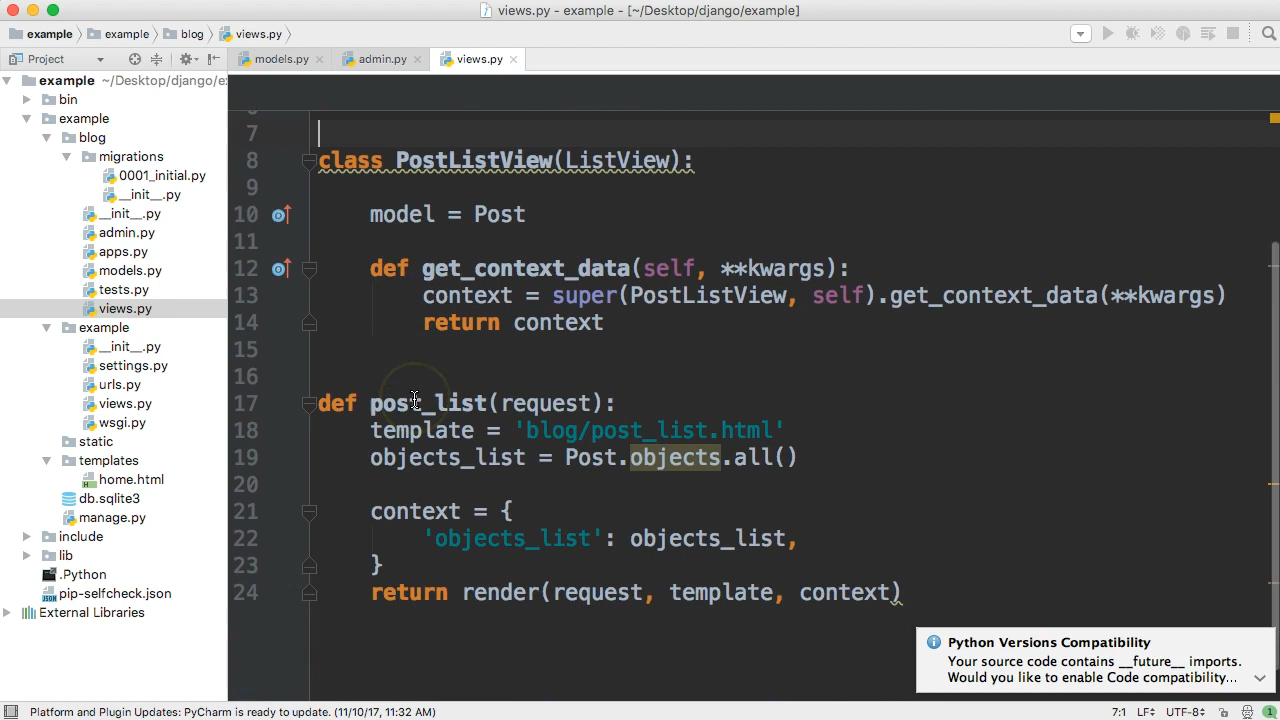 views.py - example - [~/Desktop/django/example]
example example blog views.py
Project
models.py admin.py views.py
example ~/Desktop/django/e
bin
example
blog
migrations
0001_initial.py
__init__.py
__init__.py
admin.py
apps.py
models.py
tests.py
views.py
example
__init__.py
settings.py
urls.py
views.py
wsgi.py
static
templates
home.html
db.sqlite3
manage.py
include
lib
.Python
pip-selfcheck.json
External Libraries
7
8 class PostListView(ListView):
9
10 model = Post
11
12 def get_context_data(self, **kwargs):
13 context = super(PostListView, self).get_context_data(**kwargs)
14 return context
15
16
17 def post_list(request):
18 template = 'blog/post_list.html'
19 objects_list = Post.objects.all()
20
21 context = {
22 'objects_list': objects_list,
23 }
24 return render(request, template, context)
Python Versions Compatibility
Your source code contains __future__ imports.
Would you like to enable Code compatibility...
Platform and Plugin Updates: PyCharm is ready to update. (11/10/17, 11:32 AM) 7:1 LF UTF-8 1